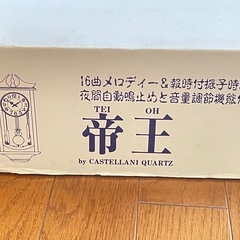 16曲メロディー&報時付振子時
夜間自動鳴止めと音量調節機能
TEI OH
帝王
by CASTELLANI QUARTZ